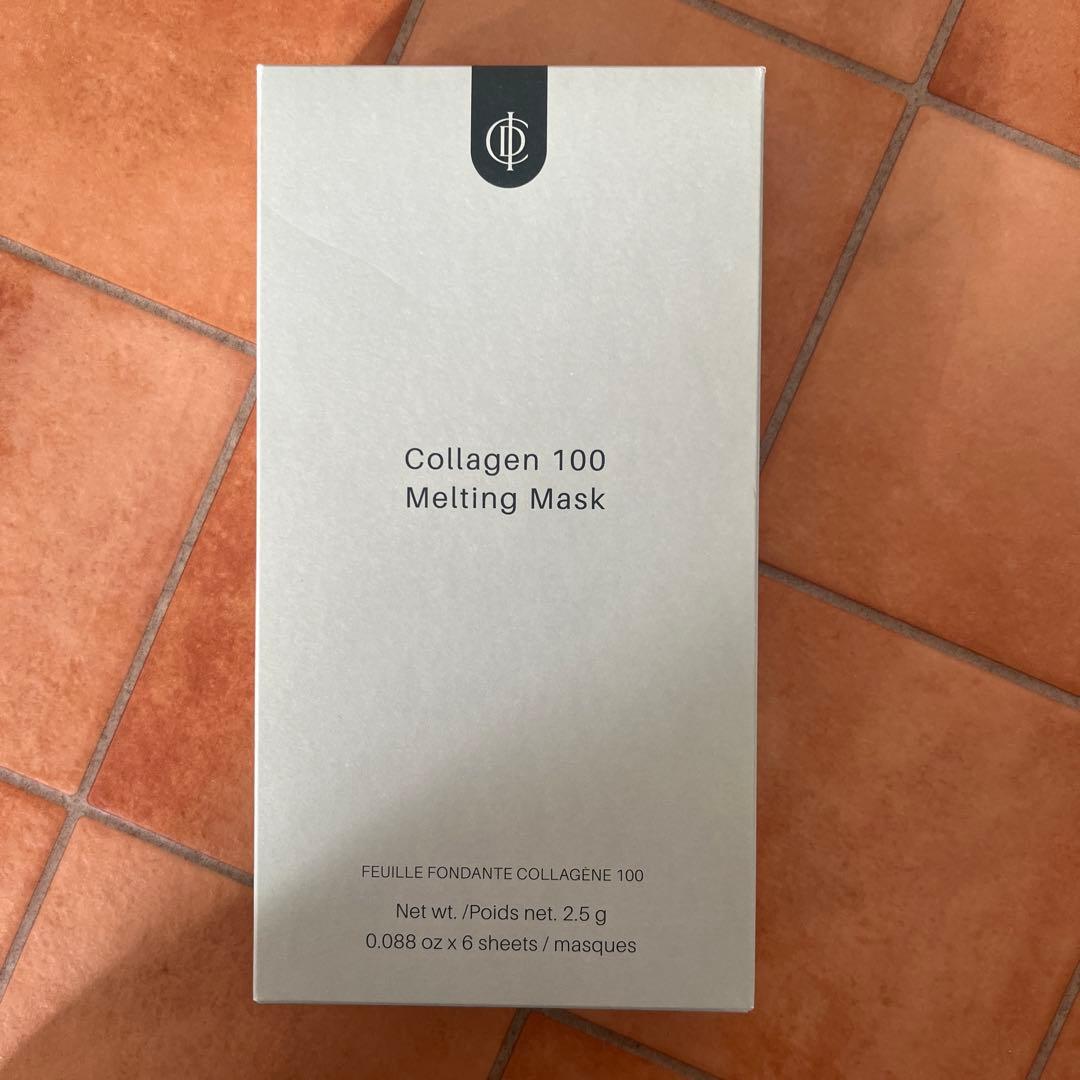 Collagen 100
Melting Mask
FEUILLE FONDANTE COLLAGÈNE 100
Net wt. /Poids net. 2.5 g
0.088 oz x 6 sheets / masques